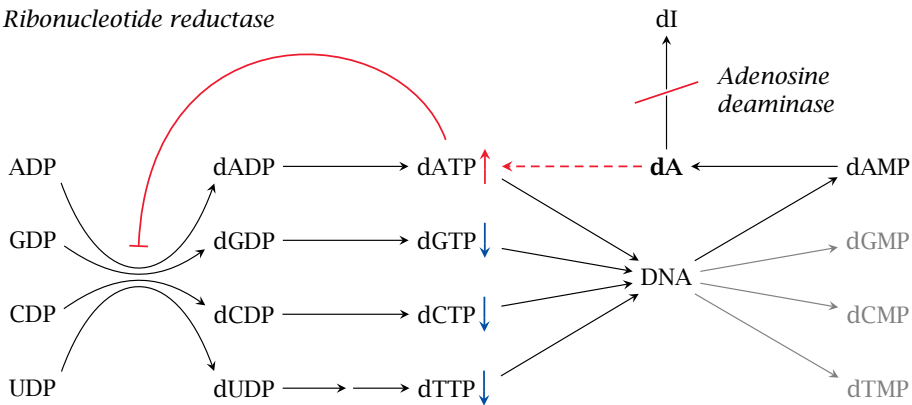 Ribonucleotide reductase
dI
Adenosine
deaminase
ADP dADP dATP dA dAMP
GDP dGDP dGTP dGMP
DNA
CDP dCDP dCTP dCMP
UDP dUDP dTTP dTMP